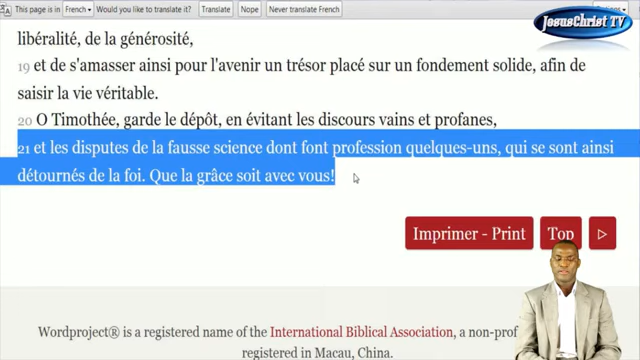 This page is in French Would you like to translate it? Translate Nope Never translate French Options
JesusChrist TV
libéralité, de la générosité,
19 et de s'amasser ainsi pour l'avenir un trésor placé sur un fondement solide, afin de
saisir la vie véritable.
20 O Timothée, garde le dépôt, en évitant les discours vains et profanes,
21 et les disputes de la fausse science dont font profession quelques-uns, qui se sont ainsi
détournés de la foi. Que la grâce soit avec vous!
Imprimer - Print Top
Wordproject® is a registered name of the International Biblical Association, a non-prof
registered in Macau, China.